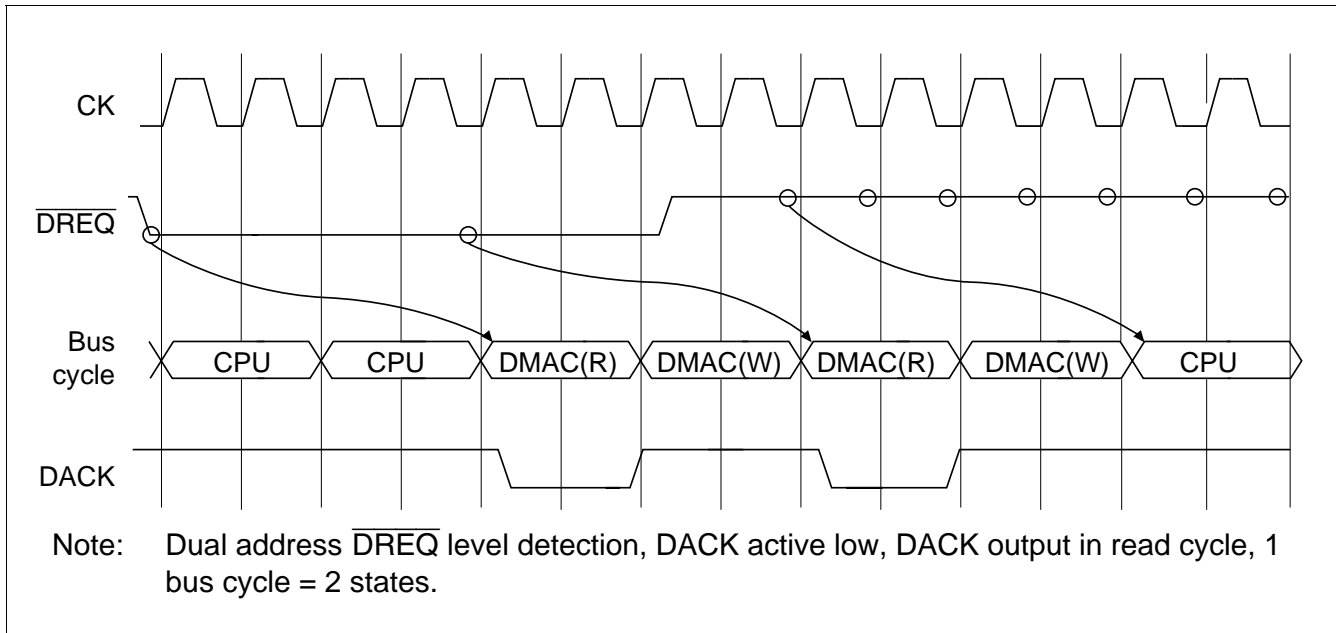 CK
DREQ
Bus
cycle
CPU CPU DMAC(R) DMAC(W) DMAC(R) DMAC(W) CPU
DACK
Note: Dual address DREQ level detection, DACK active low, DACK output in read cycle, 1
bus cycle = 2 states.